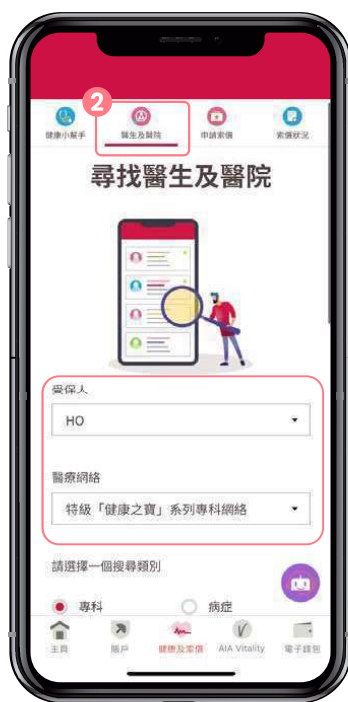 2
健康小幫手 醫生及醫院 申請索償 索償狀況
尋找醫生及醫院
受保人
HO
醫療網絡
特級「健康之寶」系列專科網絡
請選擇一個搜尋類別
專科 病症
主頁 賬戶 健康及索償 AIA Vitality 電子錢包